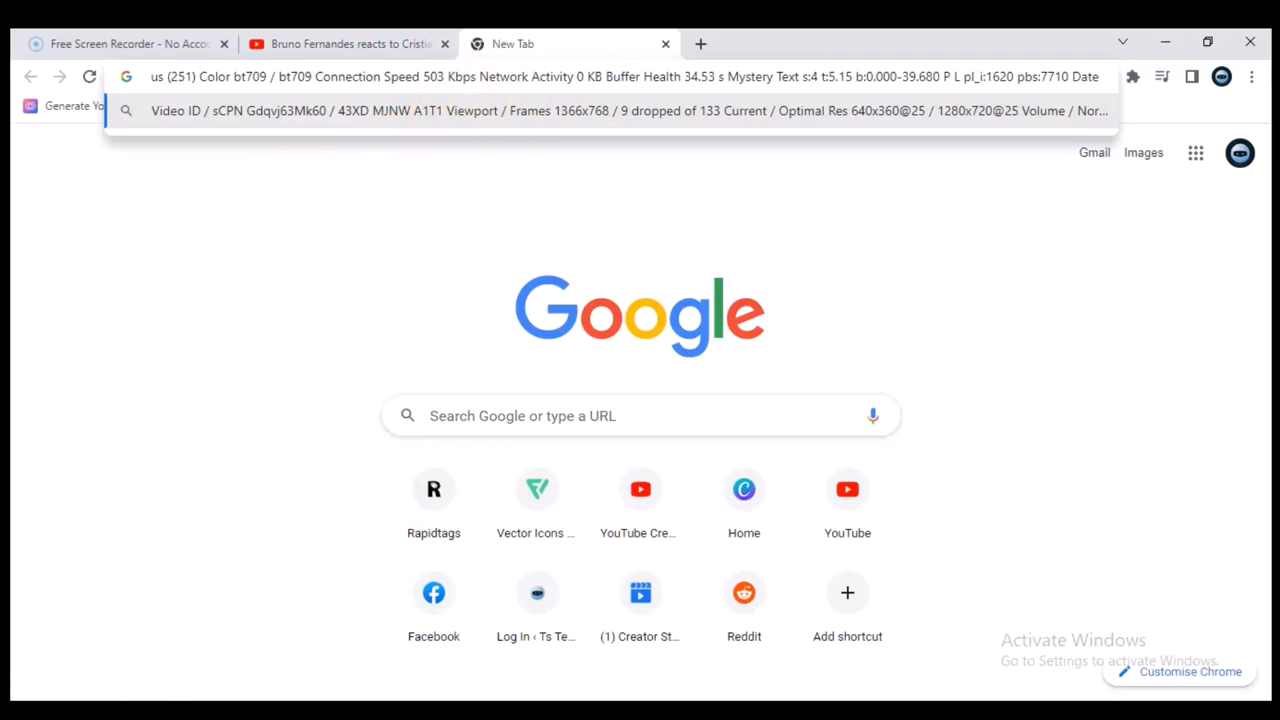 Free Screen Recorder - No Accou
Bruno Fernandes reacts to Cristia
New Tab
us (251) Color bt709 / bt709 Connection Speed 503 Kbps Network Activity 0 KB Buffer Health 34.53 s Mystery Text s:4 t:5.15 b:0.000-39.680 P L pl_i:1620 pbs:7710 Date
Generate Yo
Video ID / sCPN Gdqvj63Mk60 / 43XD MJNW A1T1 Viewport / Frames 1366x768 / 9 dropped of 133 Current / Optimal Res 640x360@25 / 1280x720@25 Volume / Nor...
Gmail Images
Google
Search Google or type a URL
Rapidtags
Vector Icons ...
YouTube Cre...
Home
YouTube
Facebook
Log In ‹ Ts Te...
(1) Creator St...
Reddit
Add shortcut
Activate Windows
Go to Settings to activate Windows.
Customise Chrome